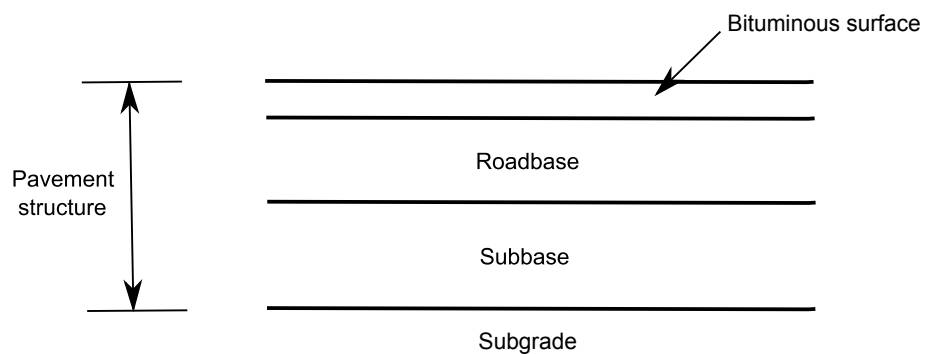 Bituminous surface
Roadbase
Pavement
structure
Subbase
Subgrade